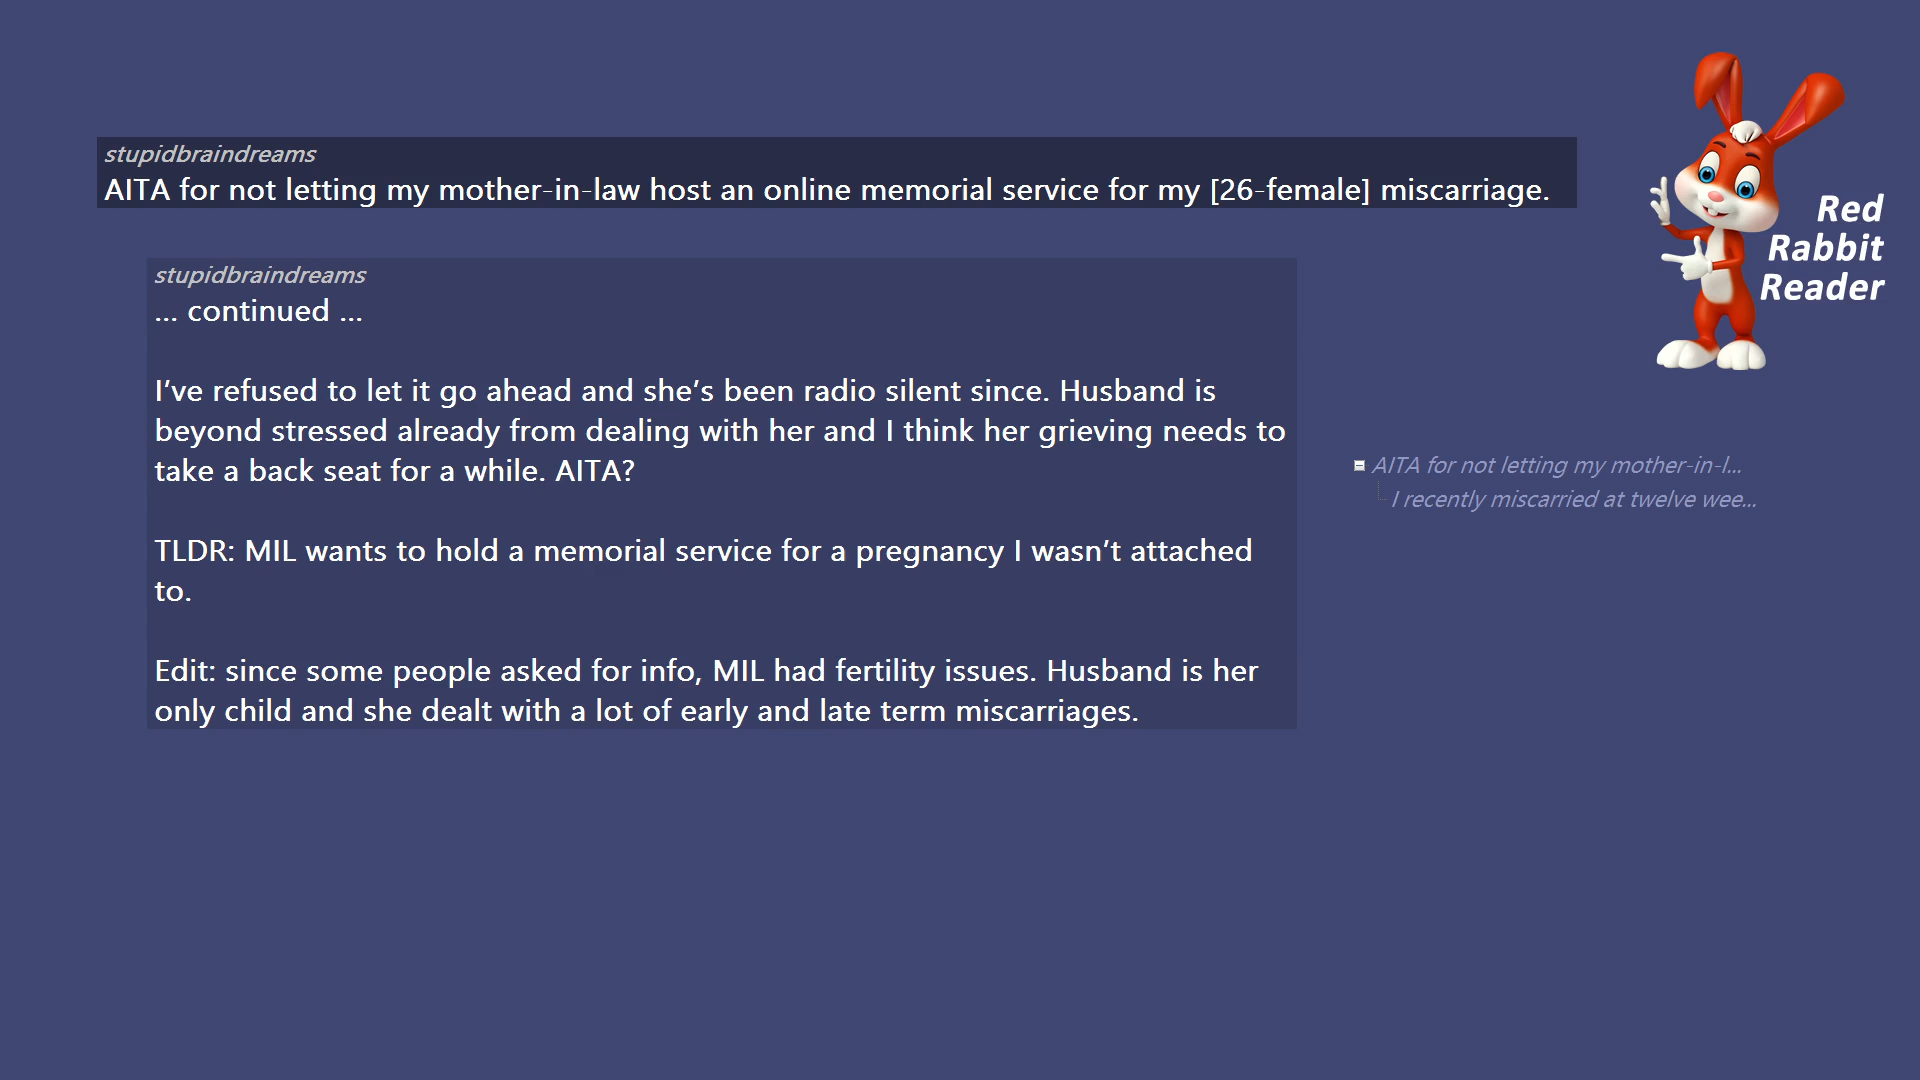 stupidbraindreams
AITA for not letting my mother-in-law host an online memorial service for my [26-female] miscarriage.
Red
Rabbit
Reader
stupidbraindreams
... continued ...
I’ve refused to let it go ahead and she’s been radio silent since. Husband is
beyond stressed already from dealing with her and I think her grieving needs to
take a back seat for a while. AITA?
TLDR: MIL wants to hold a memorial service for a pregnancy I wasn’t attached
to.
Edit: since some people asked for info, MIL had fertility issues. Husband is her
only child and she dealt with a lot of early and late term miscarriages.
AITA for not letting my mother-in-l...
I recently miscarried at twelve wee...